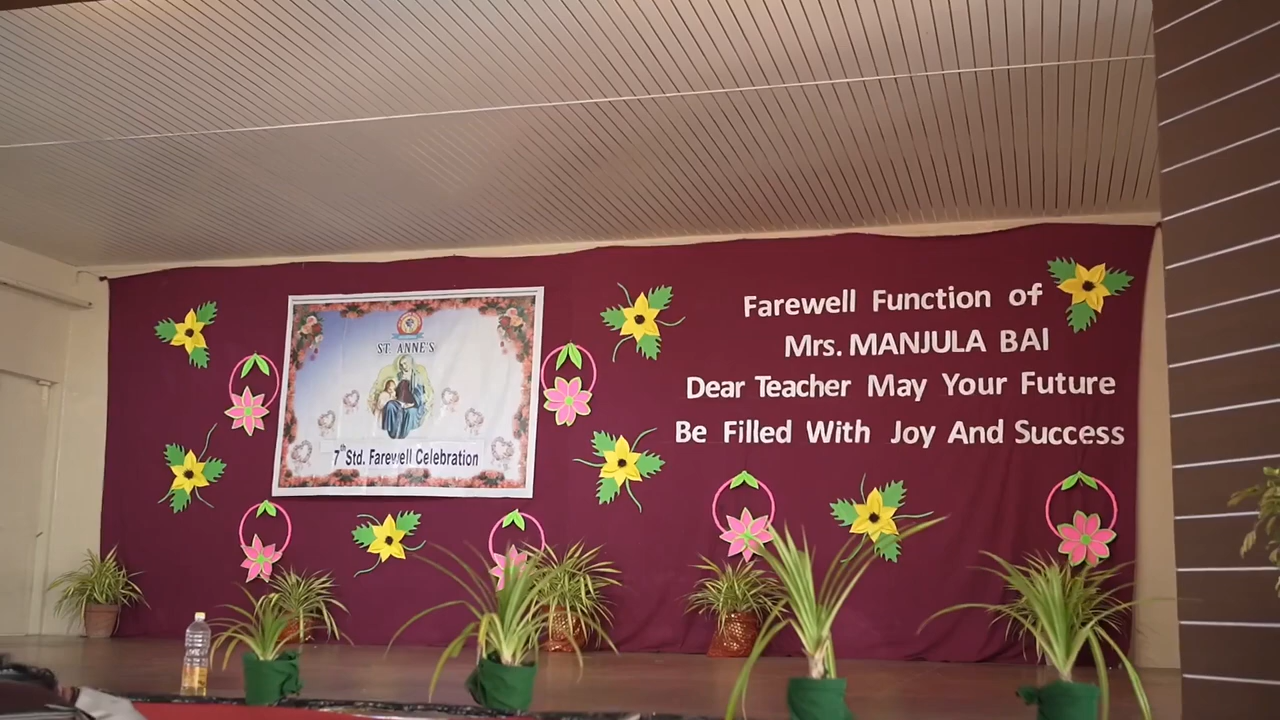 ST. ANNE'S
7th Std. Farewell Celebration
Farewell Function of
Mrs. MANJULA BAI
Dear Teacher May Your Future
Be Filled With Joy And Success